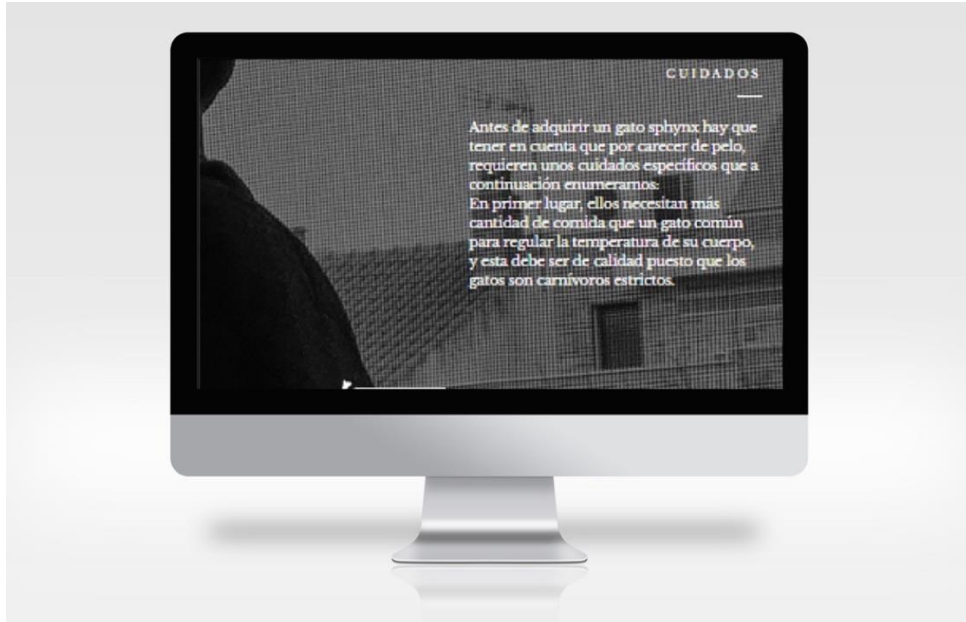 CUIDADOS
Antes de adquirir un gato sphynx hay que
tener en cuenta que por carecer de pelo,
requieren unos cuidados específicos que a
continuación enumeramos:
En primer lugar, ellos necesitan más
cantidad de comida que un gato común
para regular la temperatura de su cuerpo,
y esta debe ser de calidad puesto que los
gatos son carnívoros estrictos.